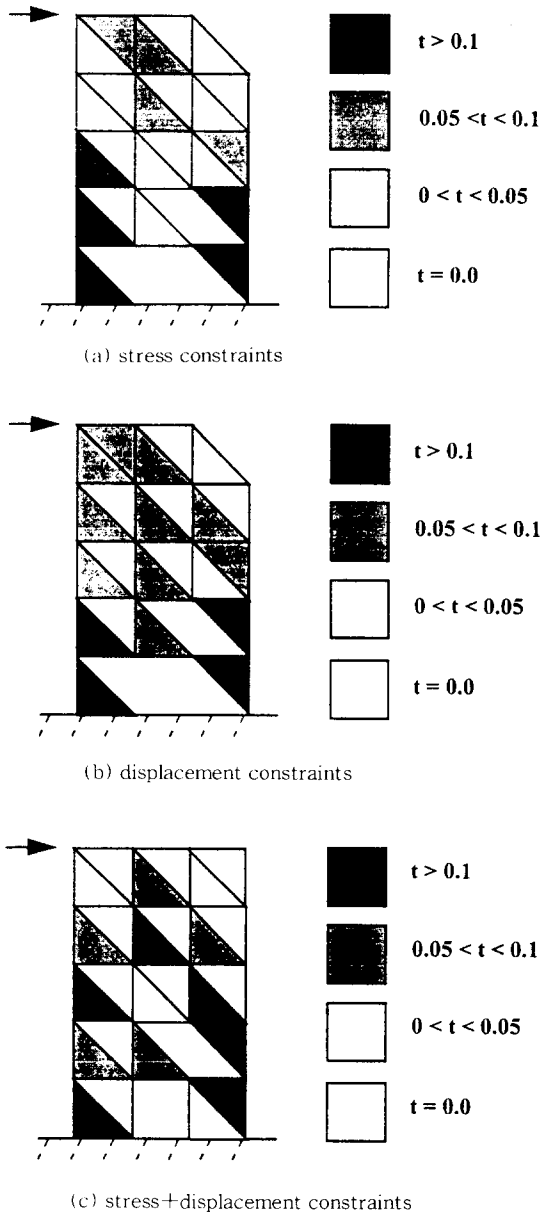 t > 0.1
0.05 < t < 0.1
0 < t < 0.05
t = 0.0
(a) stress constraints
t > 0.1
0.05 < t < 0.1
0 < t < 0.05
t = 0.0
(b) displacement constraints
t > 0.1
0.05 < t < 0.1
0 < t < 0.05
t = 0.0
(c) stress+displacement constraints